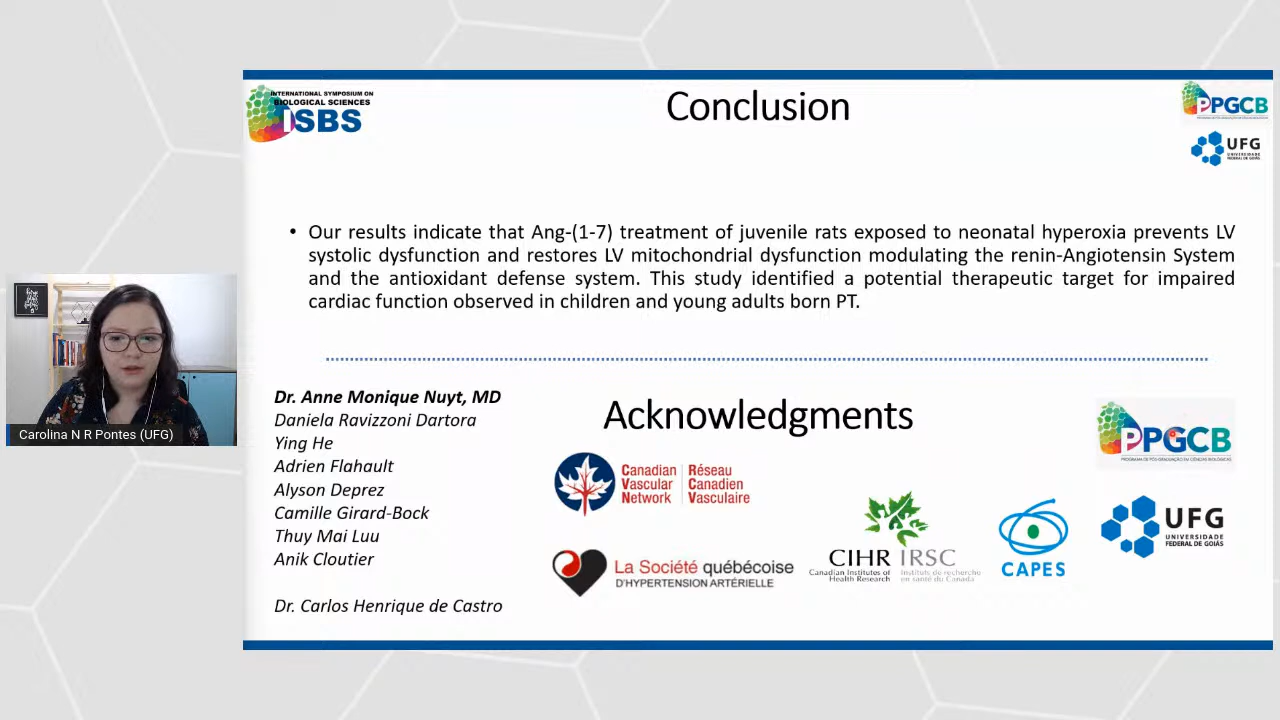 INTERNATIONAL SYMPOSIUM ON
BIOLOGICAL SCIENCES
ISBS
Conclusion
PPGCB
UFG
UNIVERSIDADE
FEDERAL DE GOIÁS
• Our results indicate that Ang-(1-7) treatment of juvenile rats exposed to neonatal hyperoxia prevents LV
systolic dysfunction and restores LV mitochondrial dysfunction modulating the renin-Angiotensin System
and the antioxidant defense system. This study identified a potential therapeutic target for impaired
cardiac function observed in children and young adults born PT.
Carolina N R Pontes (UFG)
Dr. Anne Monique Nuyt, MD
Daniela Ravizzoni Dartora
Ying He
Adrien Flahault
Alyson Deprez
Camille Girard-Bock
Thuy Mai Luu
Anik Cloutier
Dr. Carlos Henrique de Castro
Acknowledgments
Canadian
Vascular
Network
Réseau
Canadien
Vasculaire
La Société québécoise
D'HYPERTENSION ARTÉRIELLE
CIHR IRSC
Canadian Institutes of
Health Research
Instituts de recherche
en santé du Canada
CAPES
PPGCB
PROGRAMA DE PÓS-GRADUAÇÃO EM CIÊNCIAS BIOLÓGICAS
UFG
UNIVERSIDADE
FEDERAL DE GOIÁS